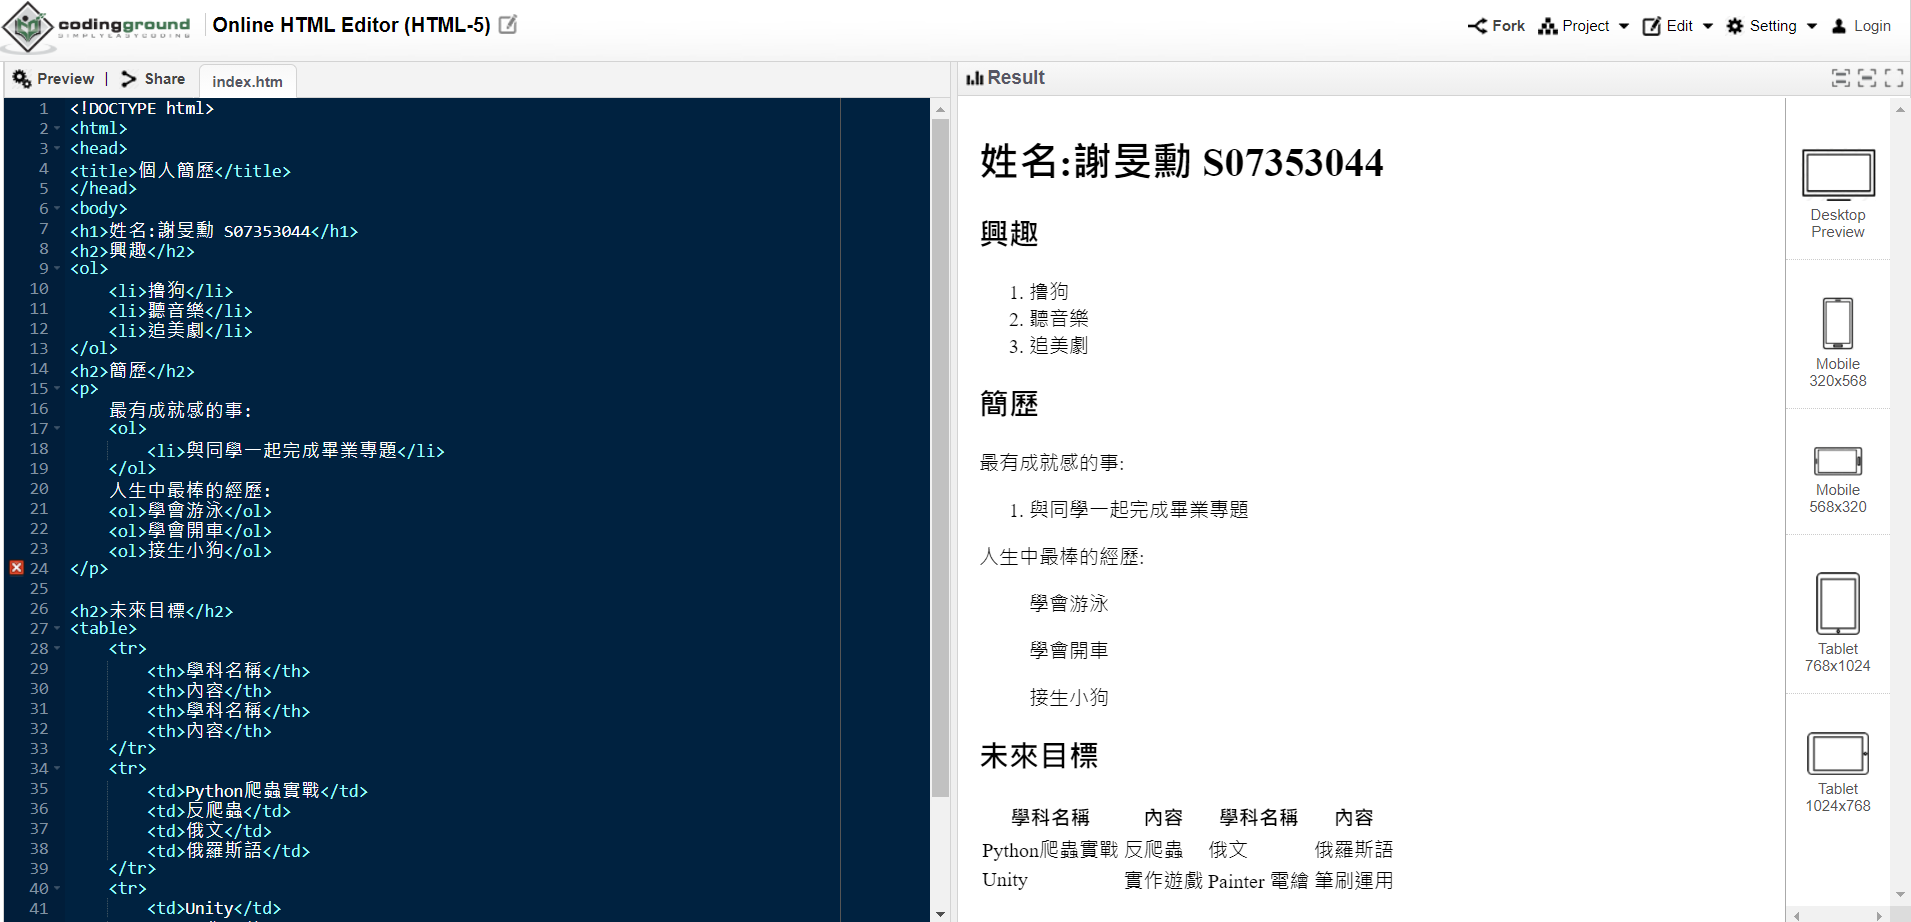 codingground
SIMPLYEASYCODING
Online HTML Editor (HTML-5)
Fork
Project
Edit
Setting
Login
Preview | Share
index.htm
1 <!DOCTYPE html>
2 <html>
3 <head>
4 <title>個人簡歷</title>
5 </head>
6 <body>
7 <h1>姓名:謝旻勳 S07353044</h1>
8 <h2>興趣</h2>
9 <ol>
10 <li>擼狗</li>
11 <li>聽音樂</li>
12 <li>追美劇</li>
13 </ol>
14 <h2>簡歷</h2>
15 <p>
16 最有成就感的事:
17 <ol>
18 <li>與同學一起完成畢業專題</li>
19 </ol>
20 人生中最棒的經歷:
21 <ol>學會游泳</ol>
22 <ol>學會開車</ol>
23 <ol>接生小狗</ol>
24 </p>
25
26 <h2>未來目標</h2>
27 <table>
28 <tr>
29 <th>學科名稱</th>
30 <th>內容</th>
31 <th>學科名稱</th>
32 <th>內容</th>
33 </tr>
34 <tr>
35 <td>Python爬蟲實戰</td>
36 <td>反爬蟲</td>
37 <td>俄文</td>
38 <td>俄羅斯語</td>
39 </tr>
40 <tr>
41 <td>Unity</td>
Result
姓名:謝旻勳 S07353044
興趣
1. 擼狗
2. 聽音樂
3. 追美劇
簡歷
最有成就感的事:
1. 與同學一起完成畢業專題
人生中最棒的經歷:
學會游泳
學會開車
接生小狗
未來目標
學科名稱 內容 學科名稱 內容
Python爬蟲實戰 反爬蟲 俄文 俄羅斯語
Unity 實作遊戲 Painter 電繪 筆刷運用
Desktop
Preview
Mobile
320x568
Mobile
568x320
Tablet
768x1024
Tablet
1024x768